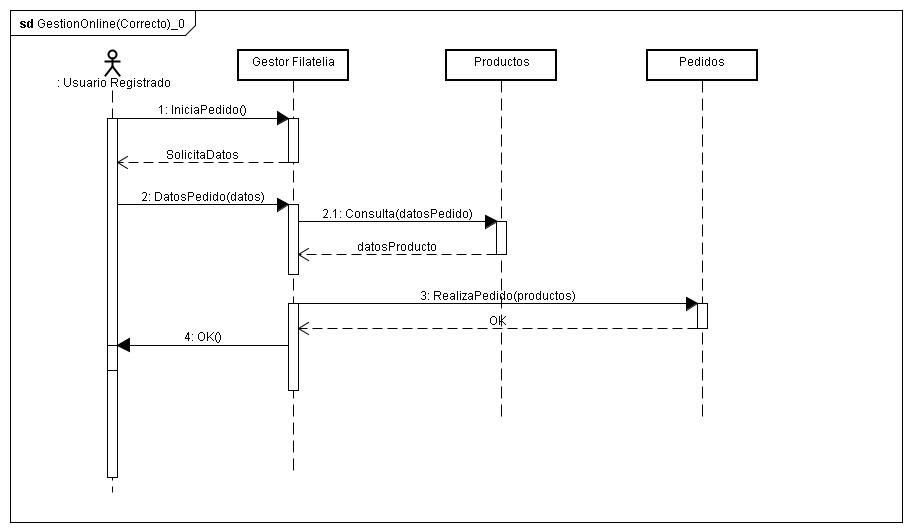 sd GestionOnline(Correcto)_0
: Usuario Registrado
Gestor Filatelia
Productos
Pedidos
1: IniciaPedido()
SolicitaDatos
2: DatosPedido(datos)
2.1: Consulta(datosPedido)
datosProducto
3: RealizaPedido(productos)
OK
4: OK()